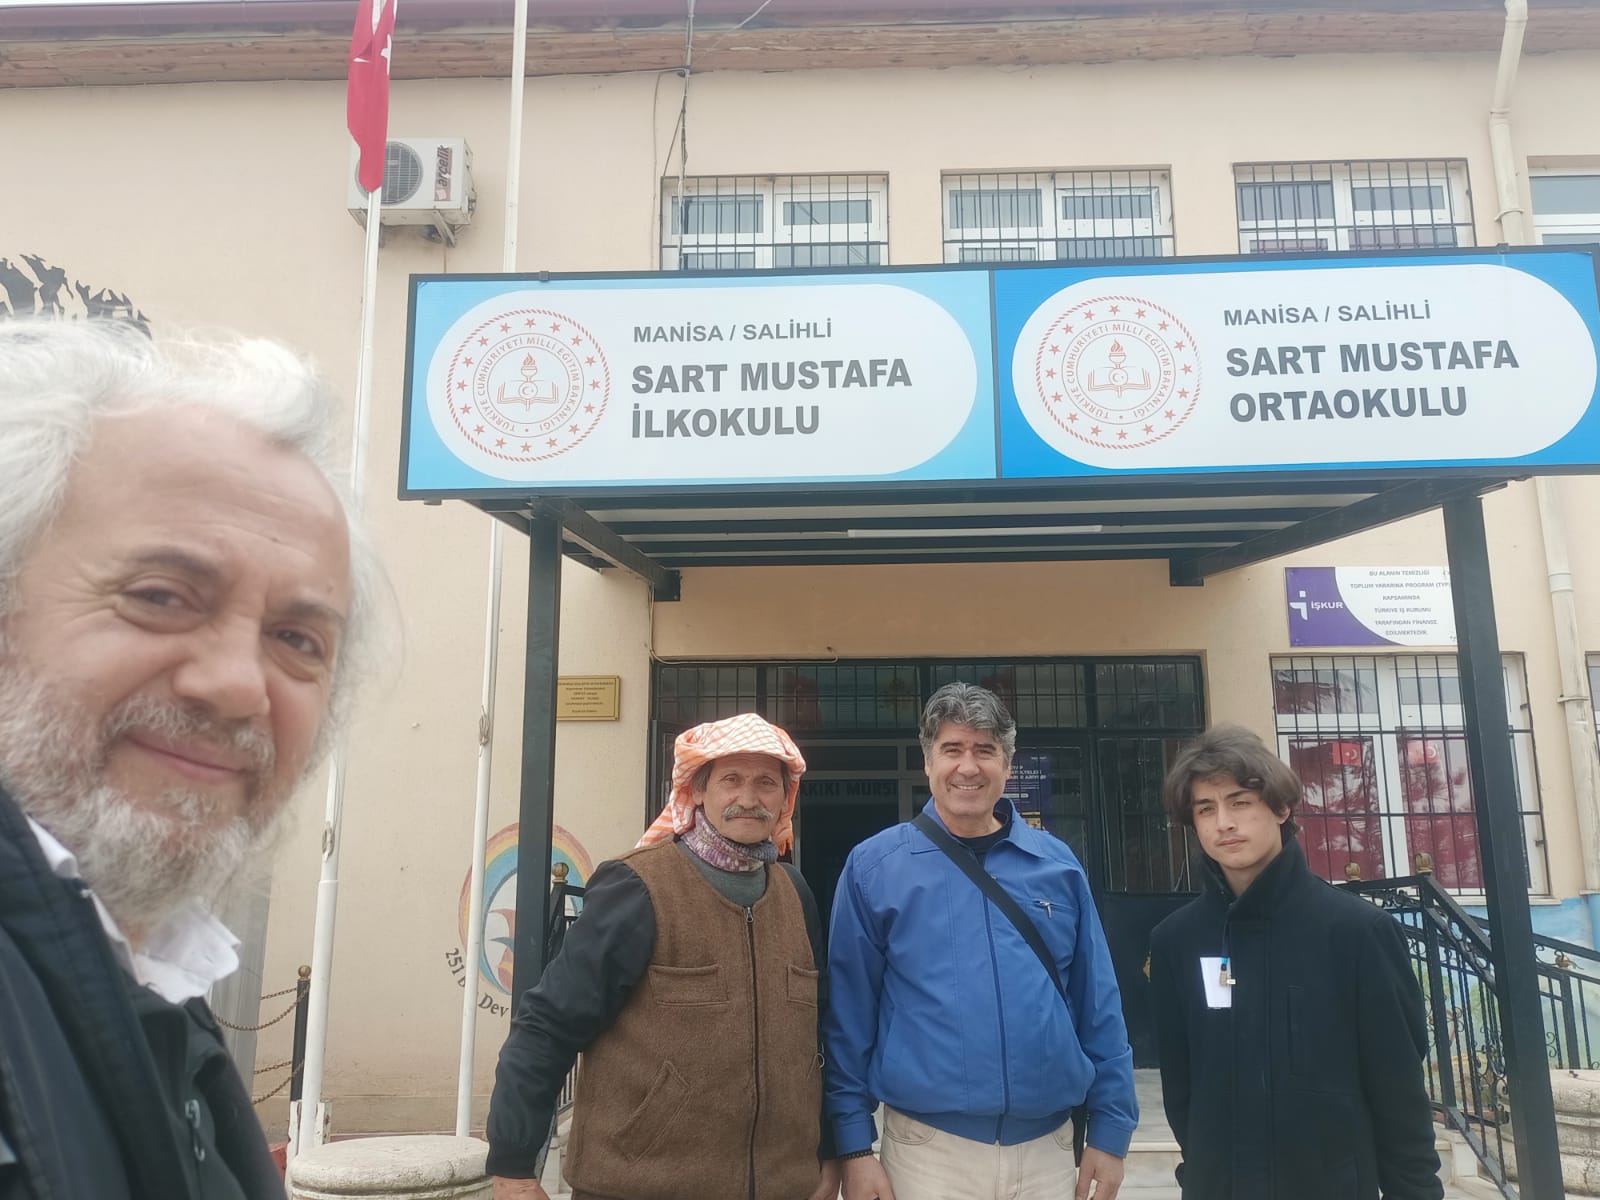 arçelik
MANİSA / SALİHLİ
SART MUSTAFA
İLKOKULU
TÜRKİYE CUMHURİYETİ MİLLİ EĞİTİM BAKANLIĞI
MANİSA / SALİHLİ
SART MUSTAFA
ORTAOKULU
TÜRKİYE CUMHURİYETİ MİLLİ EĞİTİM BAKANLIĞI
İŞKUR
BU ALANIN TEMİZLİĞİ
TOPLUM YARARINA PROGRAM (TYP)
KAPSAMINDA
TÜRKİYE İŞ KURUMU
TARAFINDAN FİNANSE
EDİLMEKTEDİR.
251
Dev